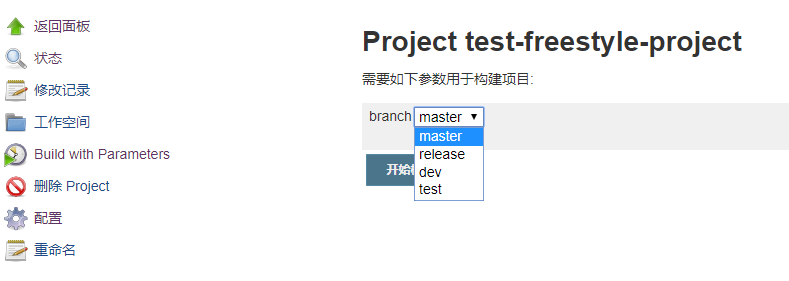 返回面板
状态
修改记录
工作空间
Build with Parameters
删除 Project
配置
重命名
Project test-freestyle-project
需要如下参数用于构建项目:
branch master
master
release
dev
test
开始